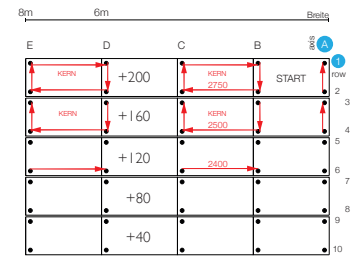 8m 6m Breite
E D C B axis A
1
row
KERN +200 KERN START
2750 2
3
KERN +160 KERN
2500 4
+120 5
2400 6
7
+80
8
9
+40
10